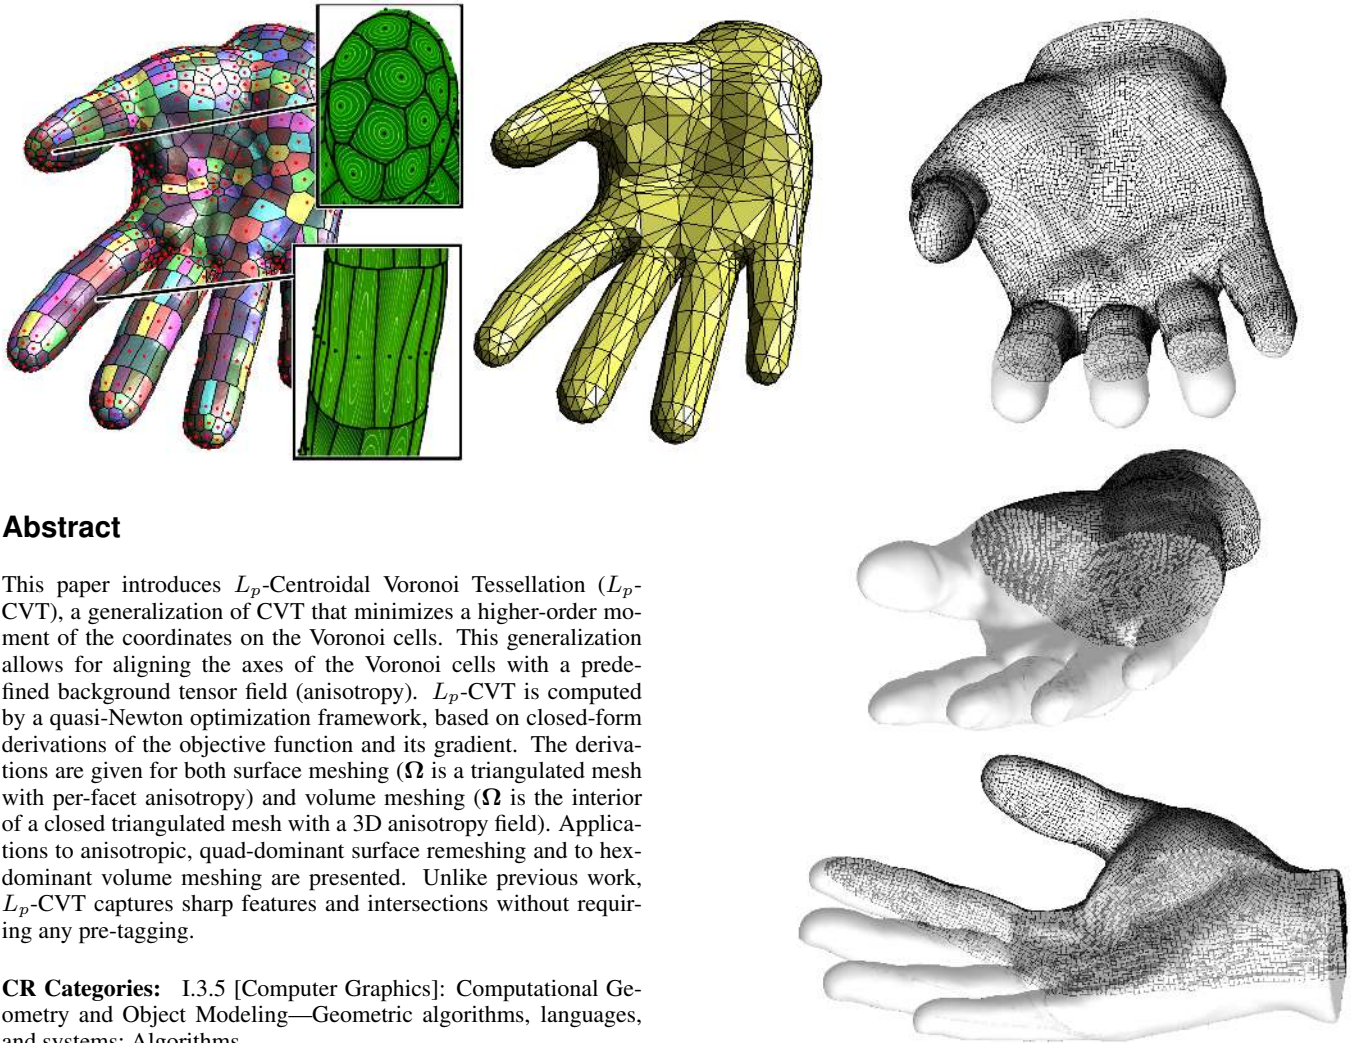 Abstract
This paper introduces Lp-Centroidal Voronoi Tessellation (Lp-
CVT), a generalization of CVT that minimizes a higher-order mo-
ment of the coordinates on the Voronoi cells. This generalization
allows for aligning the axes of the Voronoi cells with a prede-
fined background tensor field (anisotropy). Lp-CVT is computed
by a quasi-Newton optimization framework, based on closed-form
derivations of the objective function and its gradient. The deriva-
tions are given for both surface meshing (Ω is a triangulated mesh
with per-facet anisotropy) and volume meshing (Ω is the interior
of a closed triangulated mesh with a 3D anisotropy field). Applica-
tions to anisotropic, quad-dominant surface remeshing and to hex-
dominant volume meshing are presented. Unlike previous work,
Lp-CVT captures sharp features and intersections without requir-
ing any pre-tagging.
CR Categories: I.3.5 [Computer Graphics]: Computational Ge-
ometry and Object Modeling—Geometric algorithms, languages,
and systems; Algorithms